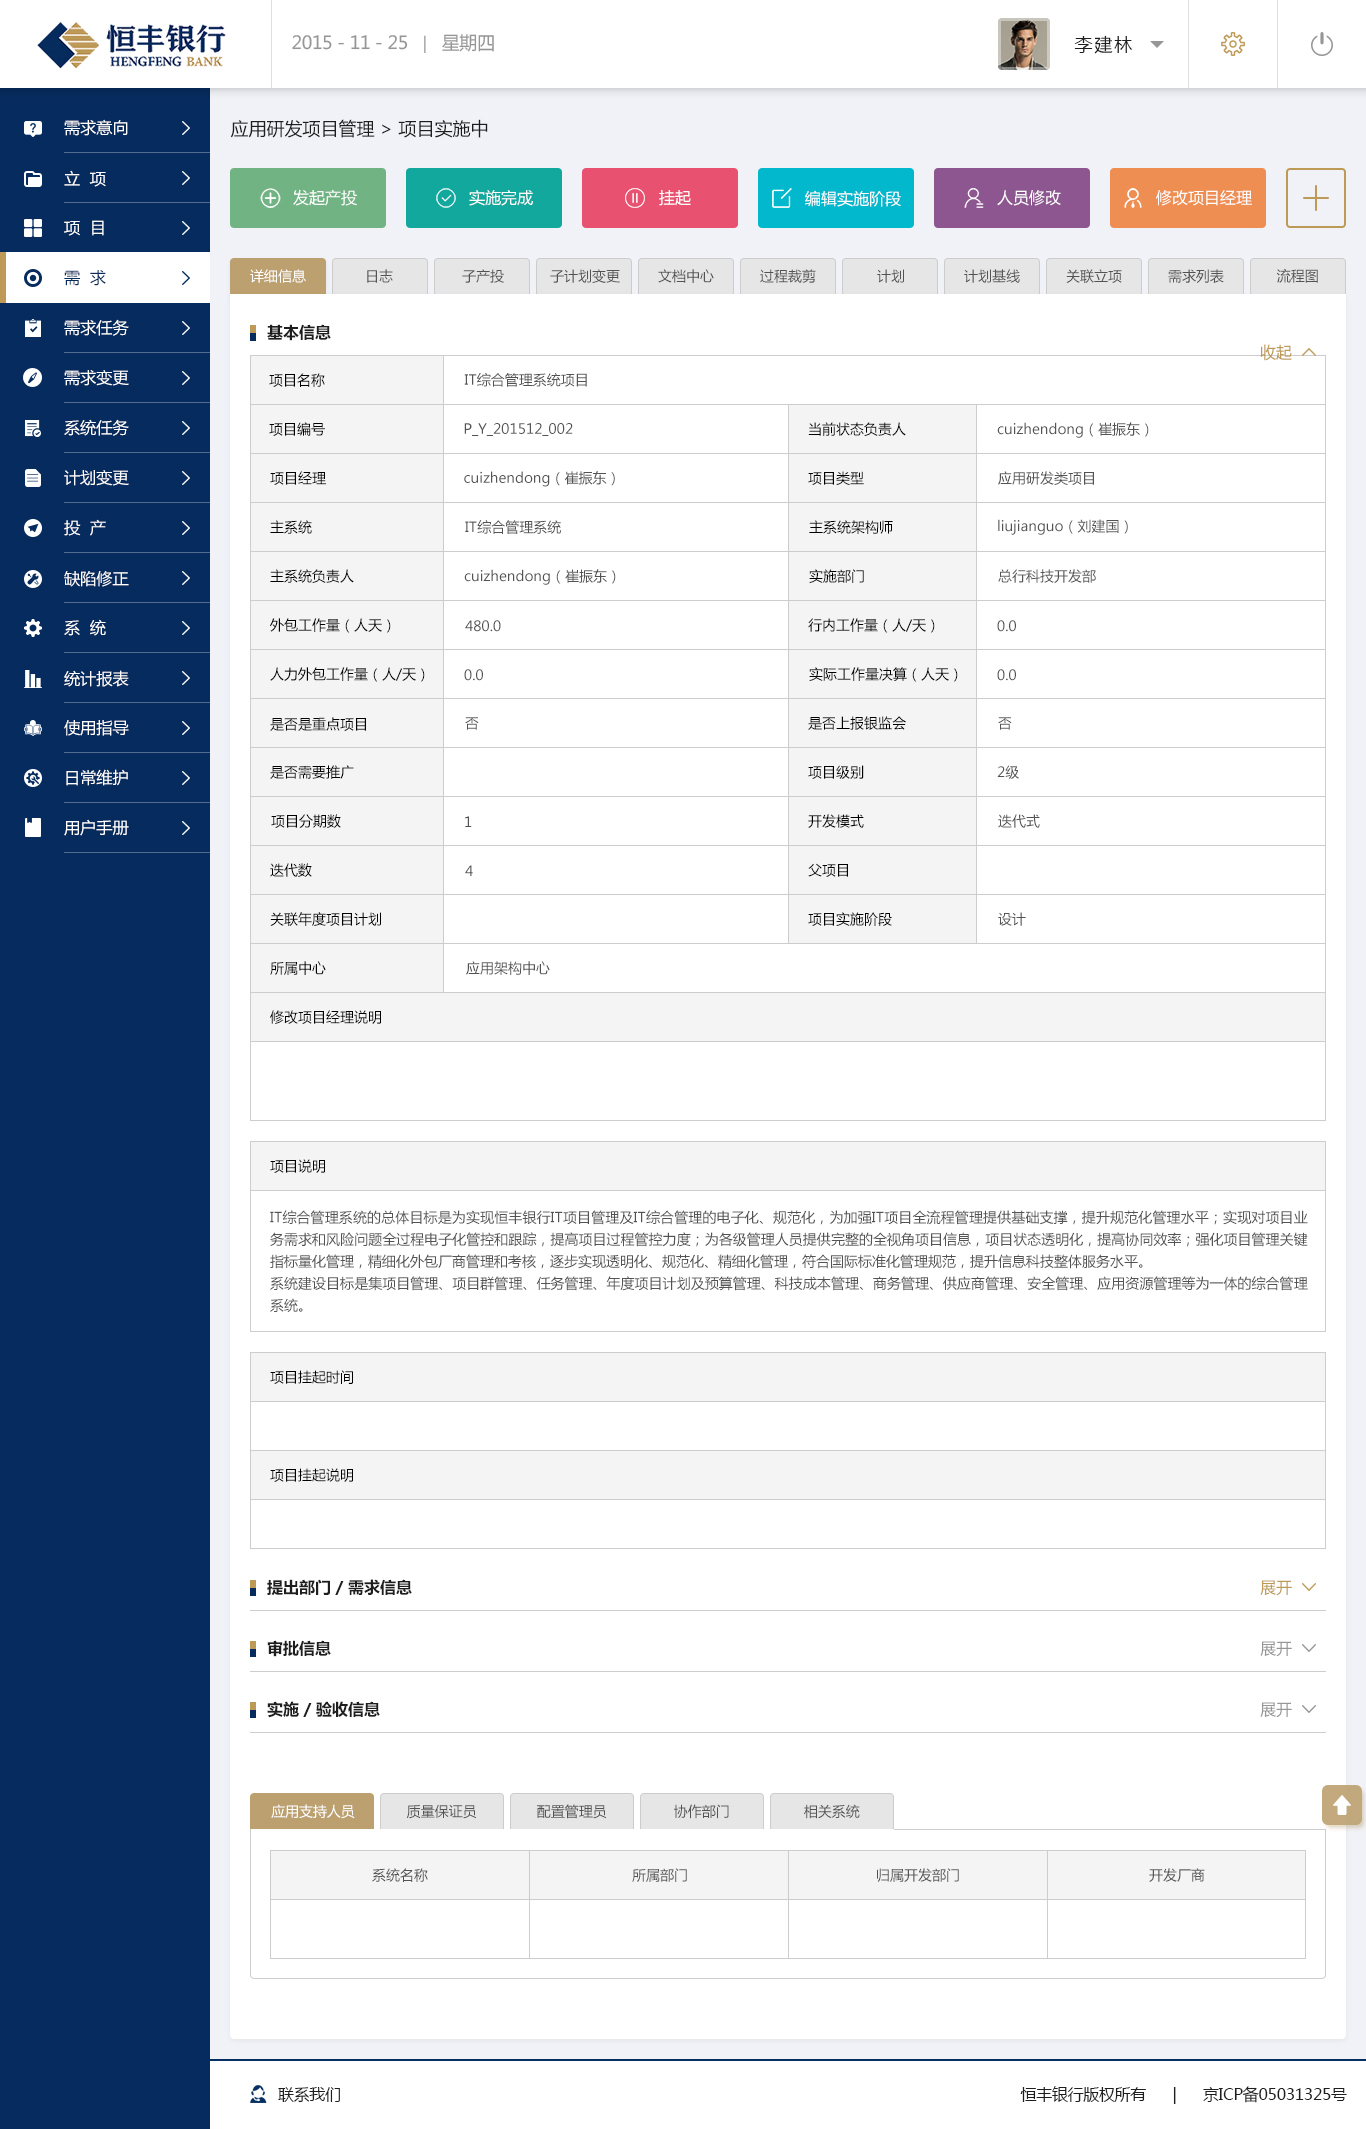 恒丰银行
HENGFENG BANK
2015 - 11 - 25 | 星期四
李建林
需求意向
立 项
项 目
需 求
需求任务
需求变更
系统任务
计划变更
投 产
缺陷修正
系 统
统计报表
使用指导
日常维护
用户手册
应用研发项目管理 > 项目实施中
发起产投 实施完成 挂起 编辑实施阶段 人员修改 修改项目经理
详细信息 日志 子产投 子计划变更 文档中心 过程裁剪 计划 计划基线 关联立项 需求列表 流程图
基本信息
收起
项目名称 IT综合管理系统项目
项目编号 P_Y_201512_002 当前状态负责人 cuizhendong（崔振东）
项目经理 cuizhendong（崔振东） 项目类型 应用研发类项目
主系统 IT综合管理系统 主系统架构师 liujianguo（刘建国）
主系统负责人 cuizhendong（崔振东） 实施部门 总行科技开发部
外包工作量（人天） 480.0 行内工作量（人/天） 0.0
人力外包工作量（人/天） 0.0 实际工作量决算（人天） 0.0
是否是重点项目 否 是否上报银监会 否
是否需要推广 项目级别 2级
项目分期数 1 开发模式 迭代式
迭代数 4 父项目
关联年度项目计划 项目实施阶段 设计
所属中心 应用架构中心
修改项目经理说明
项目说明
IT综合管理系统的总体目标是为实现恒丰银行IT项目管理及IT综合管理的电子化、规范化，为加强IT项目全流程管理提供基础支撑，提升规范化管理水平；实现对项目业
务需求和风险问题全过程电子化管控和跟踪，提高项目过程管控力度；为各级管理人员提供完整的全视角项目信息，项目状态透明化，提高协同效率；强化项目管理关键
指标量化管理，精细化外包厂商管理和考核，逐步实现透明化、规范化、精细化管理，符合国际标准化管理规范，提升信息科技整体服务水平。
系统建设目标是集项目管理、项目群管理、任务管理、年度项目计划及预算管理、科技成本管理、商务管理、供应商管理、安全管理、应用资源管理等为一体的综合管理
系统。
项目挂起时间
项目挂起说明
提出部门 / 需求信息 展开
审批信息 展开
实施 / 验收信息 展开
应用支持人员 质量保证员 配置管理员 协作部门 相关系统
系统名称 所属部门 归属开发部门 开发厂商
联系我们 恒丰银行版权所有 | 京ICP备05031325号